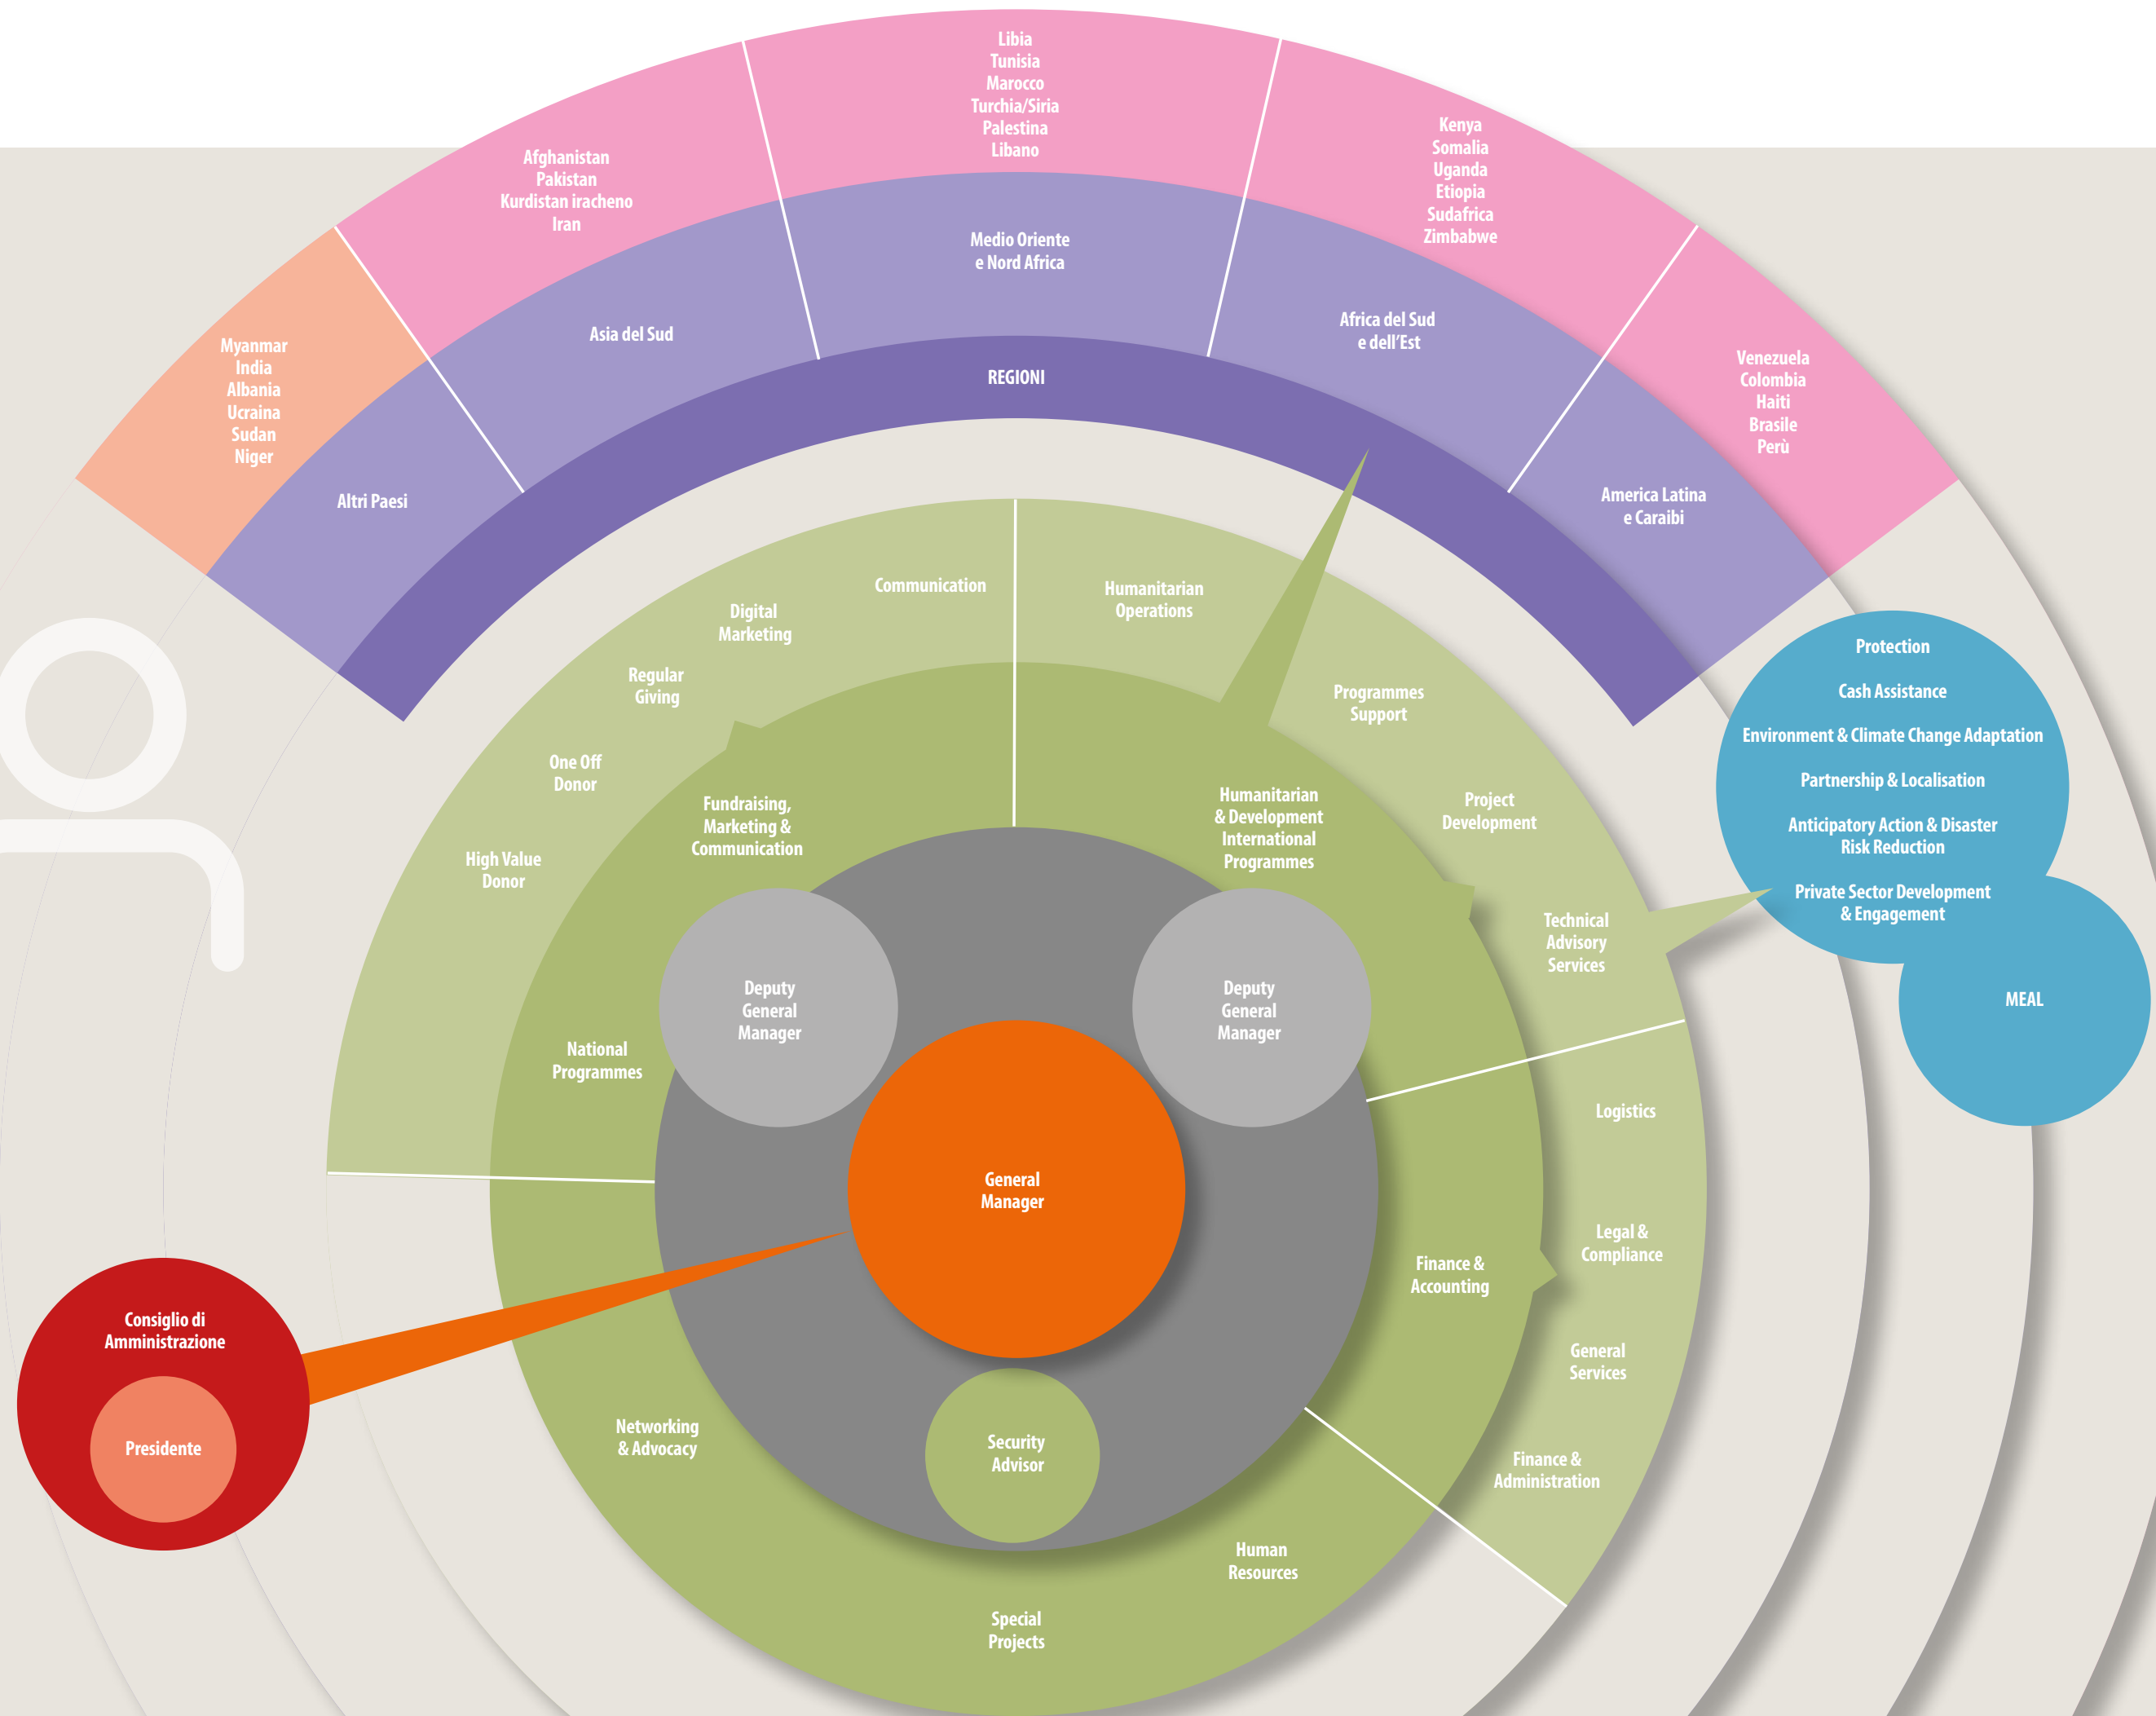 Libia
Tunisia
Marocco
Turchia/Siria
Palestina
Libano
Kenya
Somalia
Uganda
Etiopia
Sudafrica
Zimbabwe
Afghanistan
Pakistan
Kurdistan iracheno
Iran
Myanmar
India
Albania
Ucraina
Sudan
Niger
Venezuela
Colombia
Haiti
Brasile
Perù
Medio Oriente
e Nord Africa
Asia del Sud
Africa del Sud
e dell’Est
Altri Paesi
America Latina
e Caraibi
REGIONI
Communication
Digital
Marketing
Regular
Giving
One Off
Donor
High Value
Donor
Humanitarian
Operations
Programmes
Support
Project
Development
Technical
Advisory
Services
Protection
Cash Assistance
Environment & Climate Change Adaptation
Partnership & Localisation
Anticipatory Action & Disaster
Risk Reduction
Private Sector Development
& Engagement
MEAL
Fundraising,
Marketing &
Communication
Humanitarian
& Development
International
Programmes
Deputy
General
Manager
Deputy
General
Manager
National
Programmes
General
Manager
Logistics
Legal &
Compliance
General
Services
Finance &
Administration
Finance &
Accounting
Consiglio di
Amministrazione
Presidente
Networking
& Advocacy
Security
Advisor
Human
Resources
Special
Projects